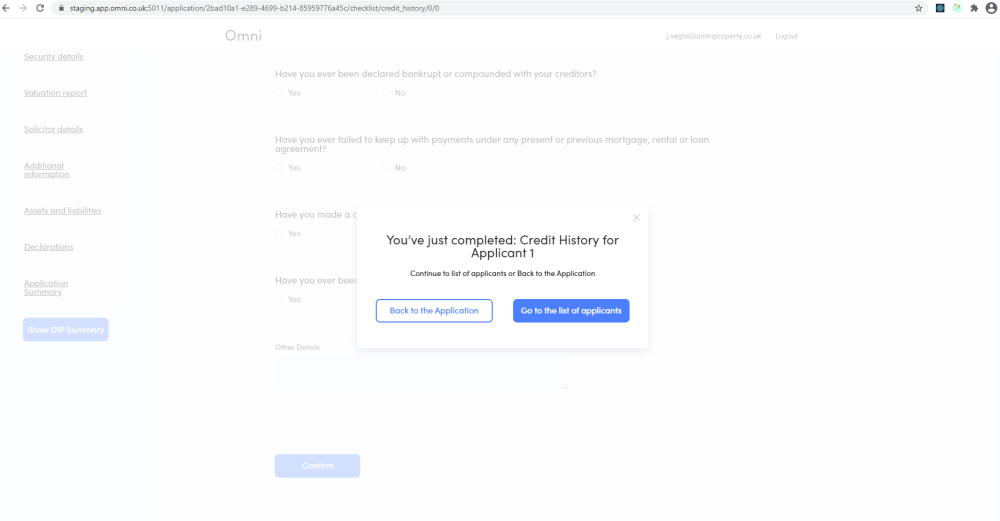 staging.app.omni.co.uk:5011/application/2bad10a1-e289-4699-b214-85959776a45c/checklist/credit_history/0/0
Omni
j.segal@omniproperty.co.uk Logout
Security details
Valuation report
Solicitor details
Additional
information
Assets and liabilities
Declarations
Application
Summary
Show DIP Summary
Have you ever been declared bankrupt or compounded with your creditors?
Yes No
Have you ever failed to keep up with payments under any present or previous mortgage, rental or loan
agreement?
Yes No
Have you made a c
Yes
Have you ever been
Yes
Other Details
Confirm
You've just completed: Credit History for
Applicant 1
Continue to list of applicants or Back to the Application
Back to the Application Go to the list of applicants